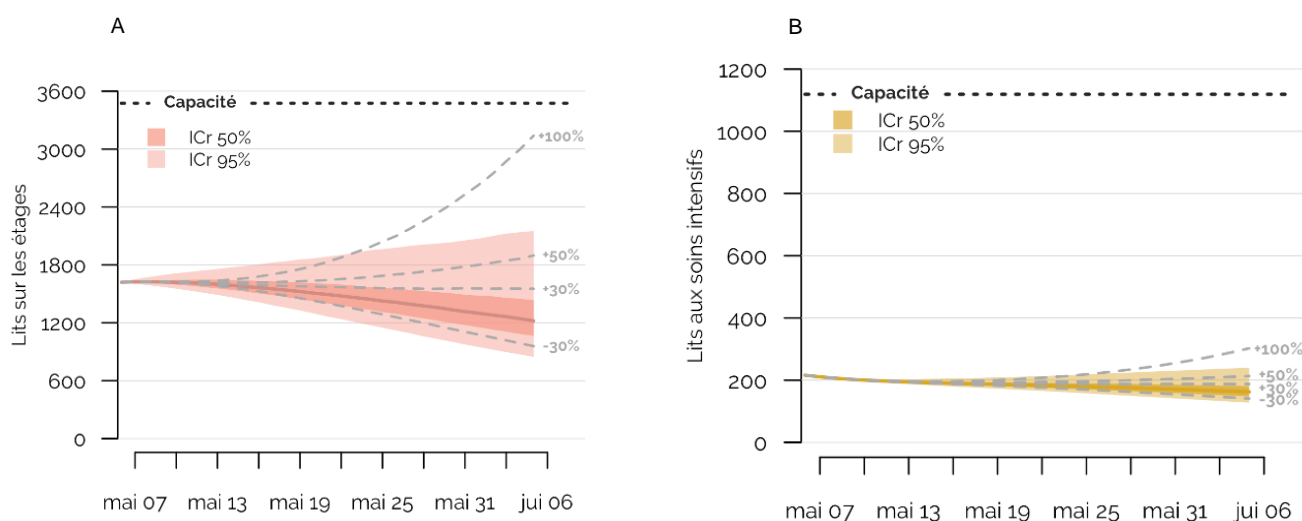 A
Lits sur les étages
3600
3000
2400
1800
1200
600
0
Capacité
ICr 50%
ICr 95%
+100%
+50%
+30%
-30%
mai 07 mai 13 mai 19 mai 25 mai 31 jui 06
B
Lits aux soins intensifs
1200
1000
800
600
400
200
0
Capacité
ICr 50%
ICr 95%
+100%
+50%
+30%
-30%
mai 07 mai 13 mai 19 mai 25 mai 31 jui 06